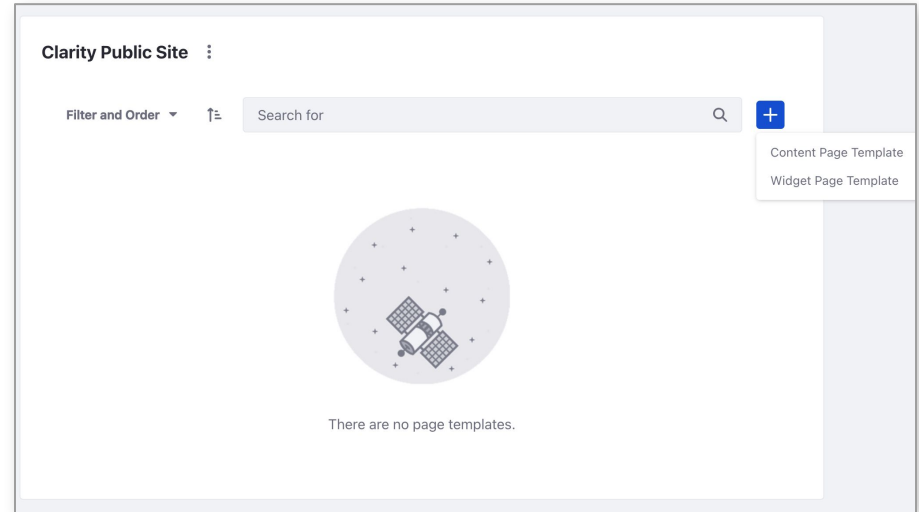 Clarity Public Site
Filter and Order
Search for
Content Page Template
Widget Page Template
There are no page templates.